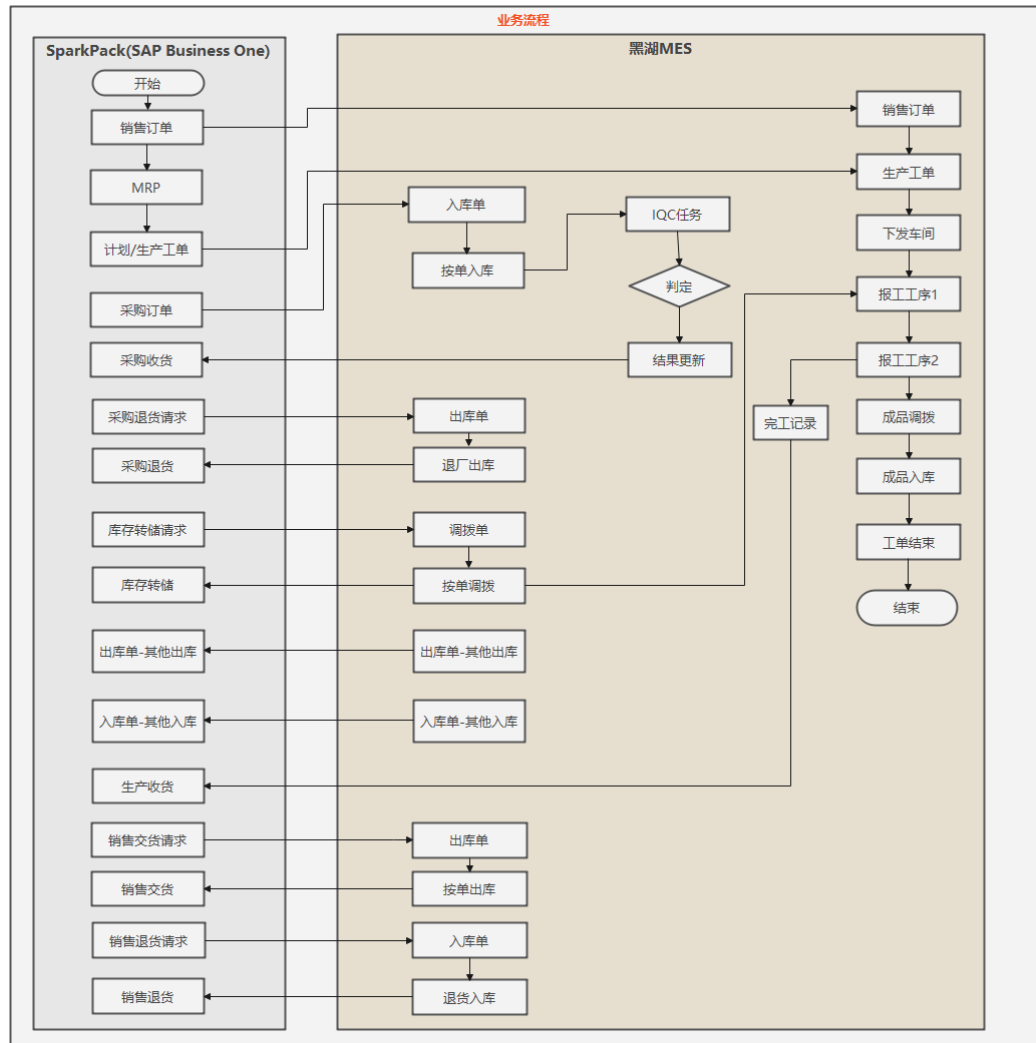 业务流程
SparkPack(SAP Business One)
开始
销售订单
MRP
计划/生产工单
采购订单
采购收货
采购退货请求
采购退货
库存转储请求
库存转储
出库单-其他出库
入库单-其他入库
生产收货
销售交货请求
销售交货
销售退货请求
销售退货
黑湖MES
入库单
按单入库
IQC任务
判定
结果更新
出库单
退厂出库
调拨单
按单调拨
出库单-其他出库
入库单-其他入库
出库单
按单出库
入库单
退货入库
完工记录
销售订单
生产工单
下发车间
报工工序1
报工工序2
成品调拨
成品入库
工单结束
结束